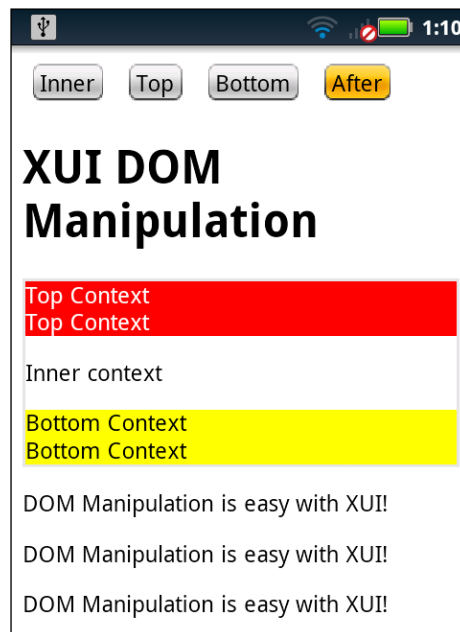 1:10
Inner Top Bottom After
XUI DOM
Manipulation
Top Context
Top Context
Inner context
Bottom Context
Bottom Context
DOM Manipulation is easy with XUI!
DOM Manipulation is easy with XUI!
DOM Manipulation is easy with XUI!